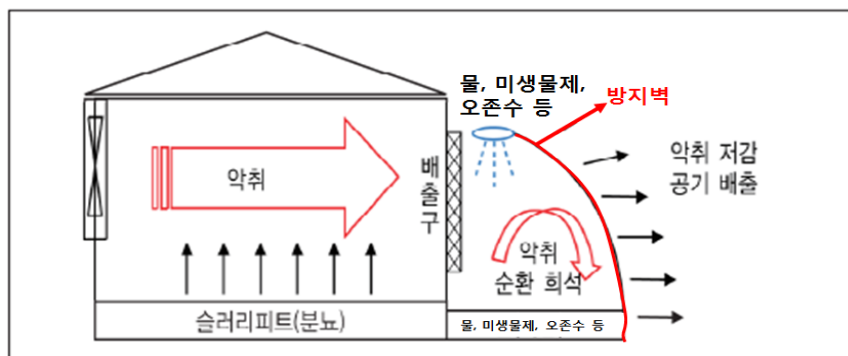 물, 미생물제,
오존수 등
방지벽
악취
배출구
악취 저감
공기 배출
악취
순환 희석
슬러리피트(분뇨)
물, 미생물제, 오존수 등